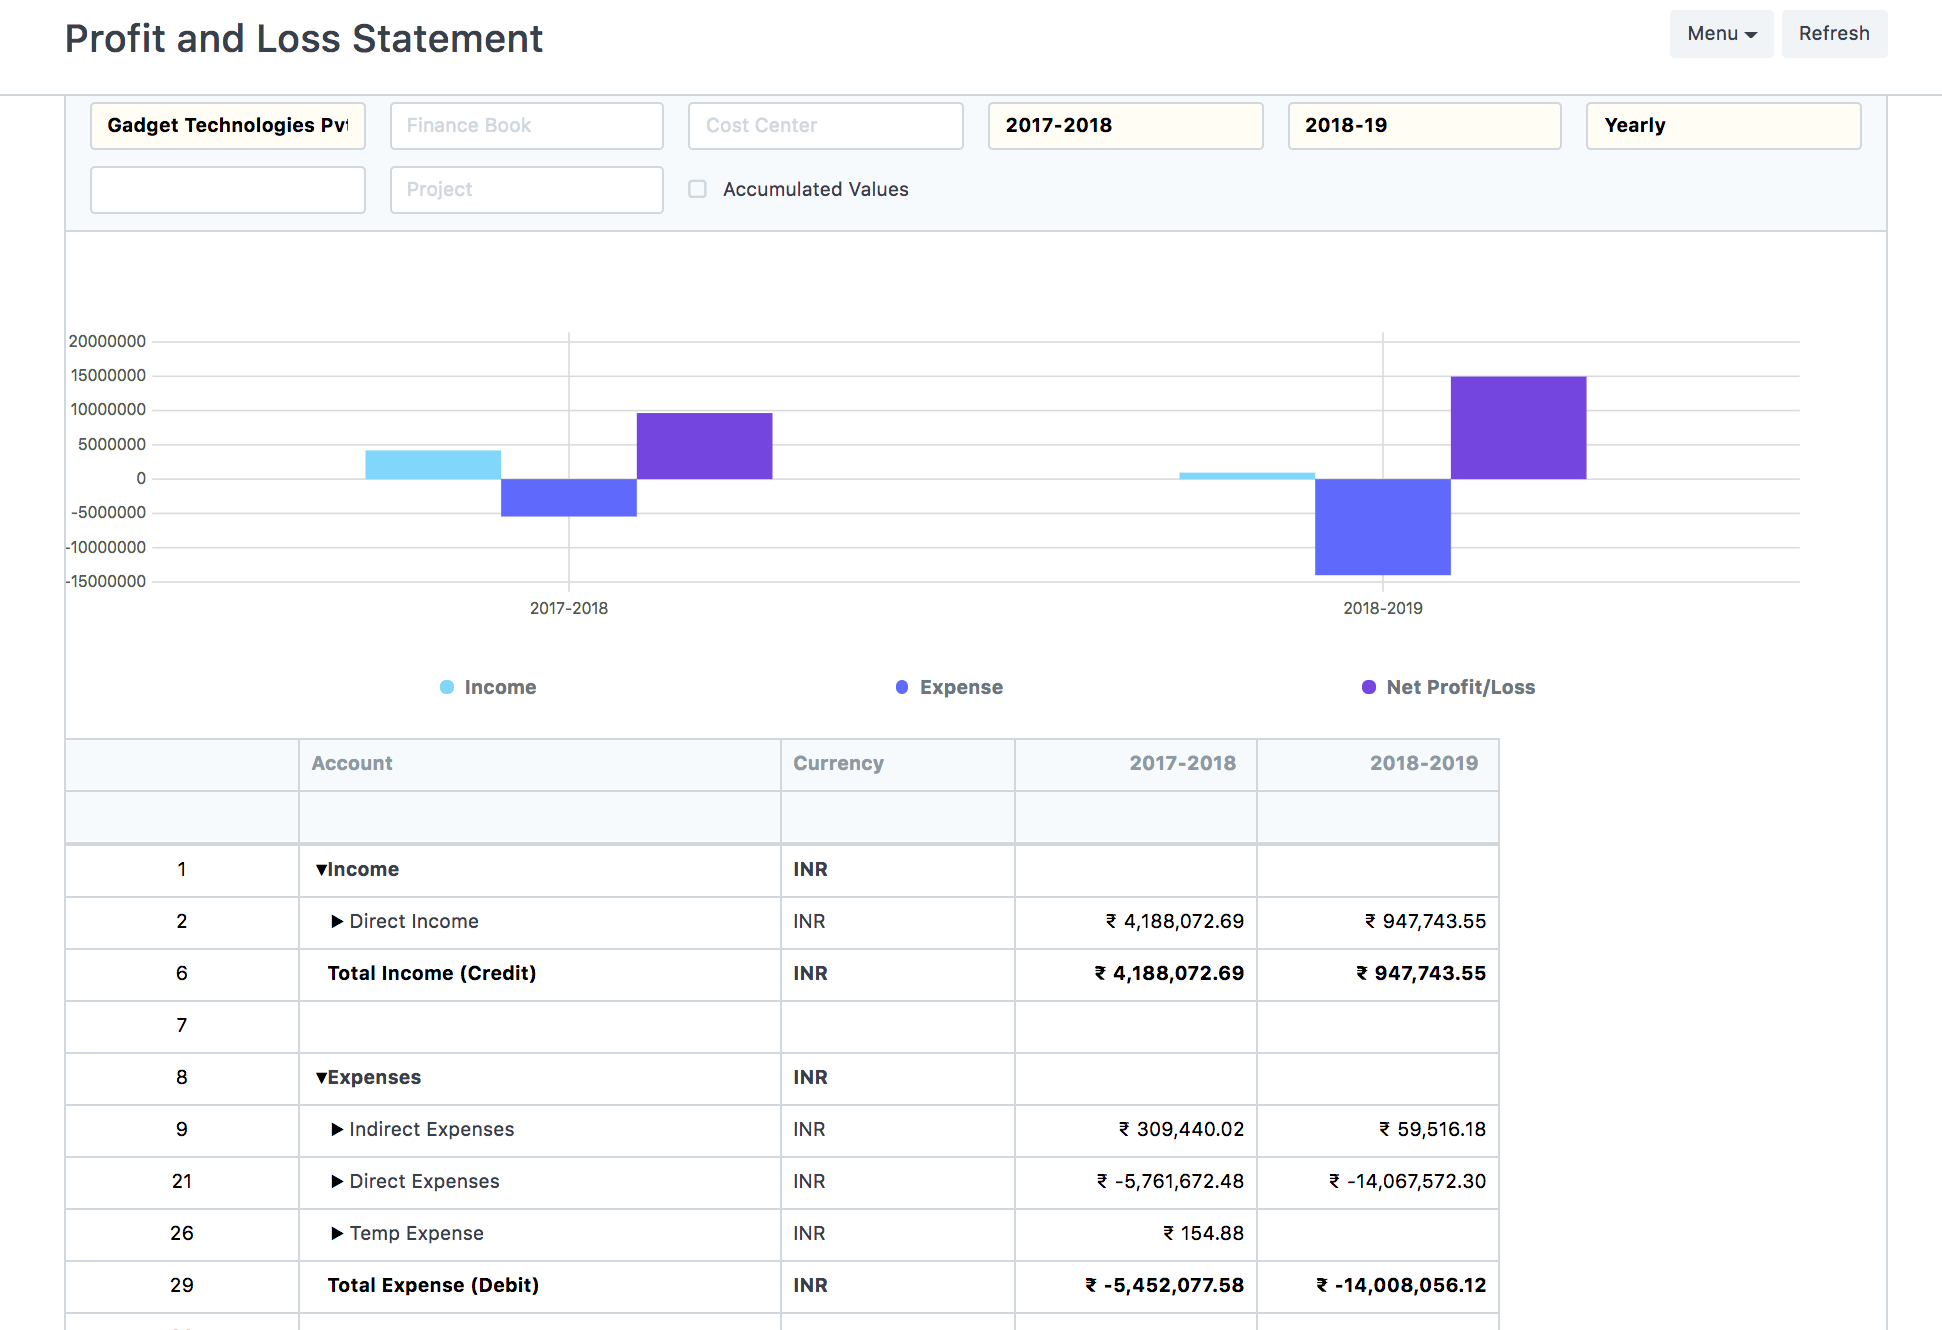 Profit and Loss Statement
Menu Refresh
Gadget Technologies Pvt Finance Book Cost Center 2017-2018 2018-19 Yearly
Project Accumulated Values
20000000
15000000
10000000
5000000
0
-5000000
-10000000
-15000000
2017-2018 2018-2019
Income Expense Net Profit/Loss
Account Currency 2017-2018 2018-2019
1 ▼Income INR
2 ▶ Direct Income INR ₹ 4,188,072.69 ₹ 947,743.55
6 Total Income (Credit) INR ₹ 4,188,072.69 ₹ 947,743.55
7
8 ▼Expenses INR
9 ▶ Indirect Expenses INR ₹ 309,440.02 ₹ 59,516.18
21 ▶ Direct Expenses INR ₹ -5,761,672.48 ₹ -14,067,572.30
26 ▶ Temp Expense INR ₹ 154.88
29 Total Expense (Debit) INR ₹ -5,452,077.58 ₹ -14,008,056.12